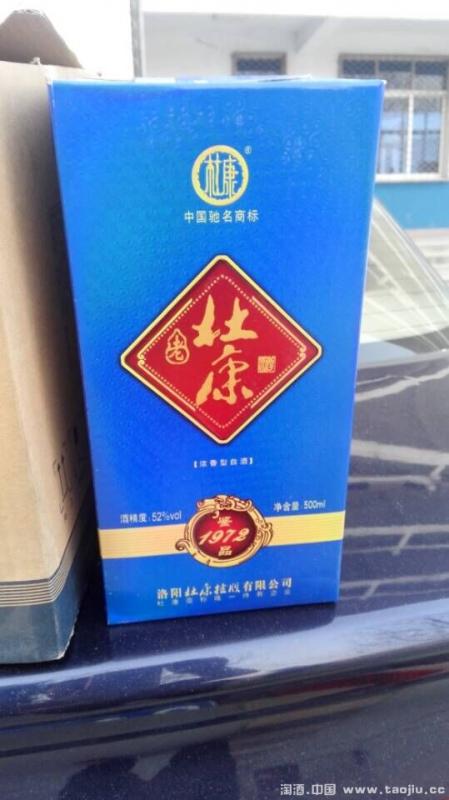 杜康®
中国驰名商标
老
杜康
【浓香型白酒】
酒精度:52%vol
净含量:500ml
鉴
1972
品
洛阳杜康控股有限公司
淘酒.中国 www.taojiu.cc